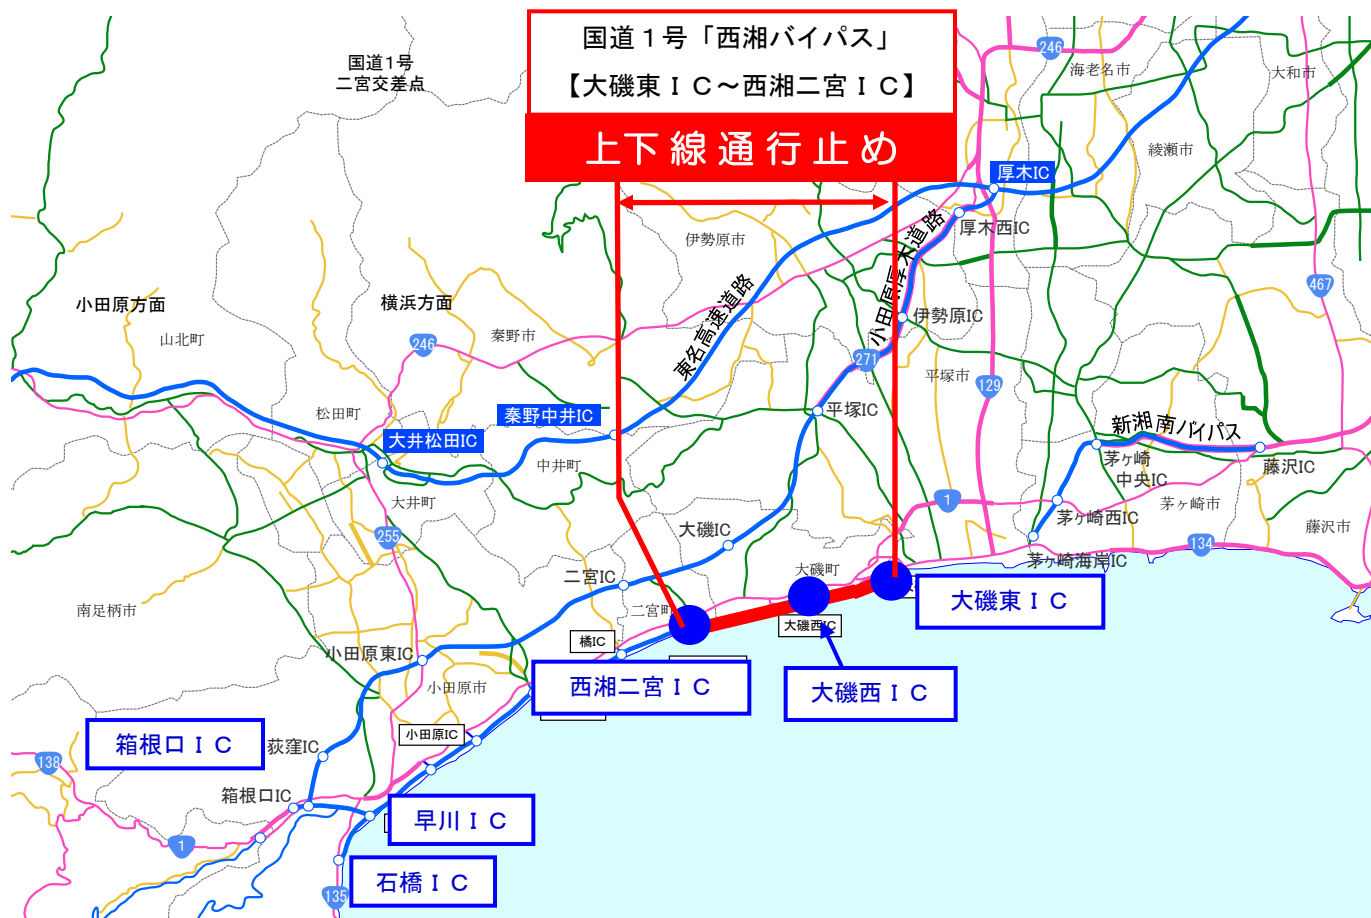 国道１号「西湘バイパス」
【大磯東ＩＣ～西湘二宮ＩＣ】
上下線通行止め
国道1号
二宮交差点
246
海老名市
大和市
綾瀬市
厚木IC
厚木西IC
伊勢原市
小田原厚木道路
467
小田原方面
横浜方面
東名高速道路
伊勢原IC
山北町
246
秦野市
271
平塚市
129
松田町
秦野中井IC
平塚IC
新湘南バイパス
大井松田IC
中井町
茅ヶ崎
中央IC
藤沢IC
大井町
1
茅ヶ崎西IC
茅ヶ崎市
藤沢市
255
大磯IC
134
茅ヶ崎海岸IC
大磯町
二宮IC
大磯東ＩＣ
南足柄市
二宮町
大磯西IC
橘IC
小田原東IC
小田原市
西湘二宮ＩＣ
大磯西ＩＣ
小田原IC
箱根口ＩＣ
荻窪IC
138
箱根口IC
早川ＩＣ
1
石橋ＩＣ
135